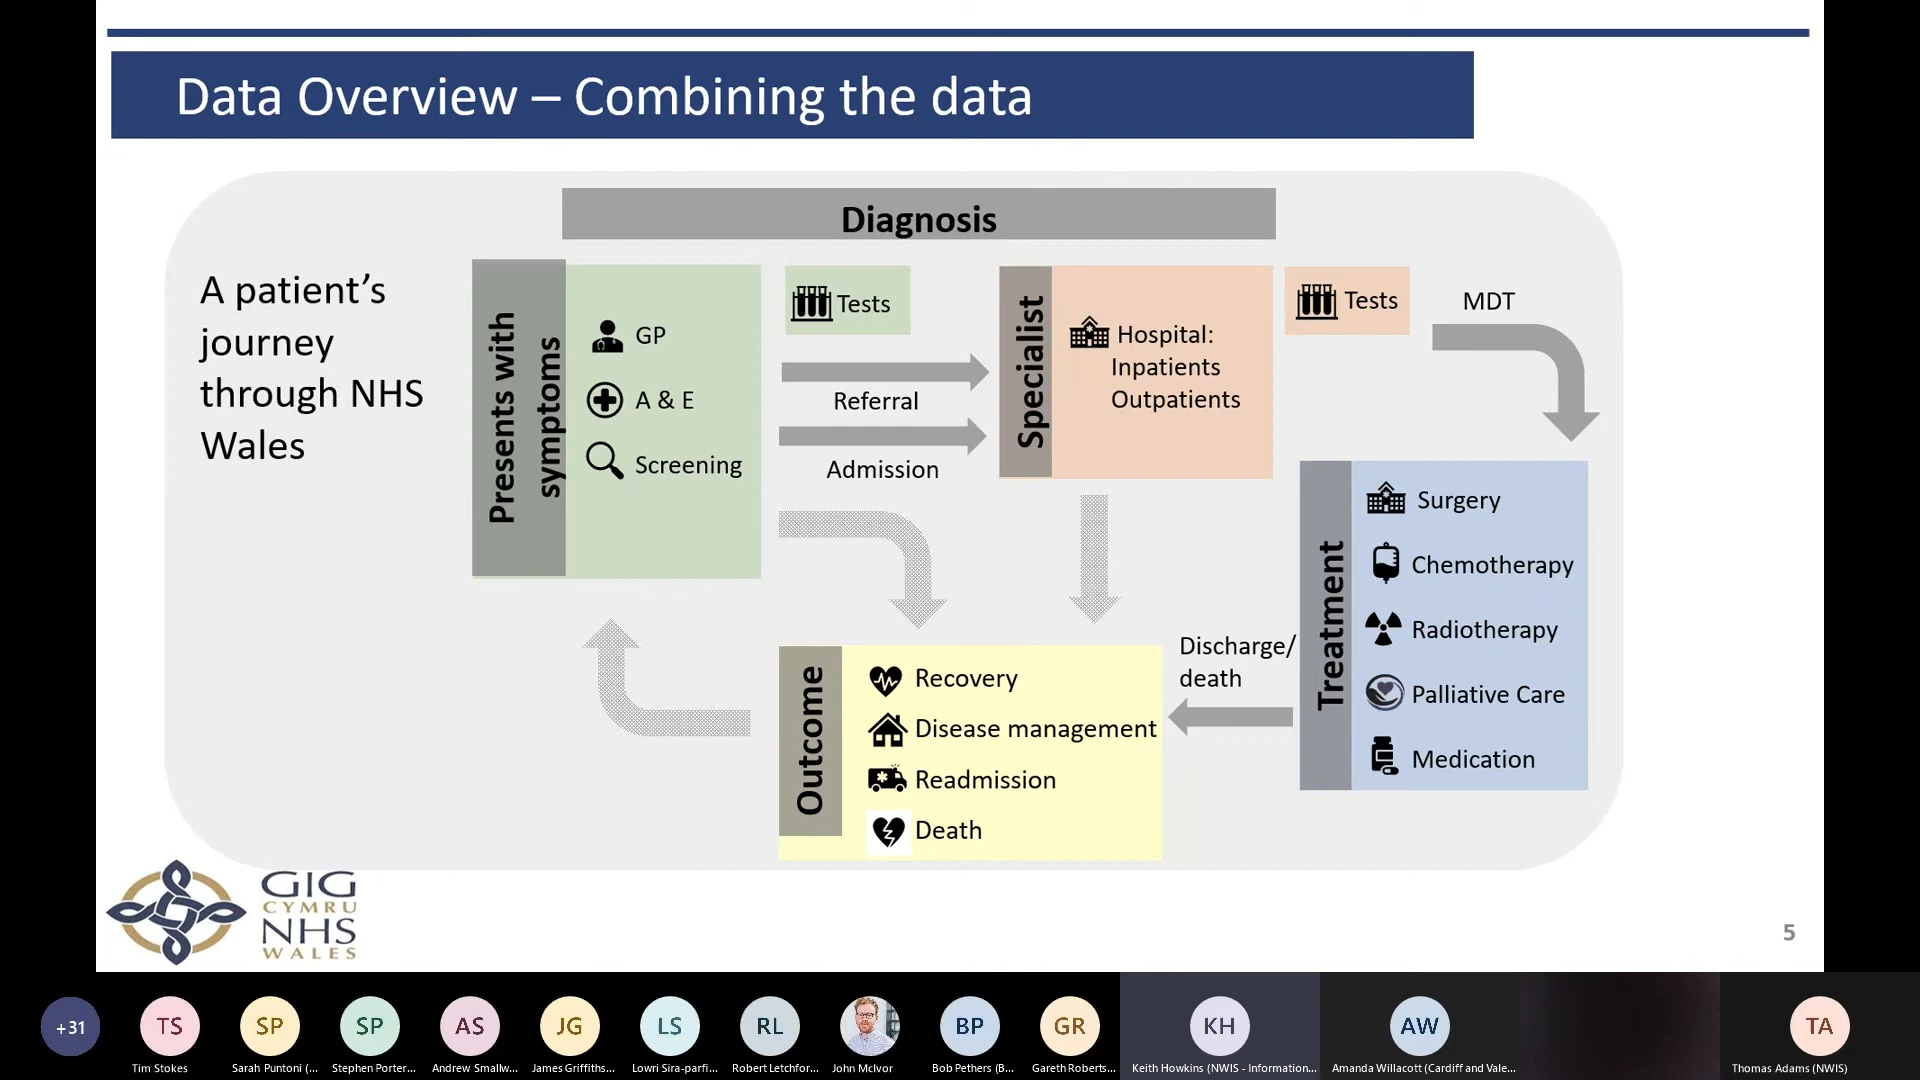 Data Overview – Combining the data
A patient’s
journey
through NHS
Wales
Diagnosis
Presents with
symptoms
GP
A & E
Screening
Tests
Referral
Admission
Specialist
Hospital:
Inpatients
Outpatients
Tests
MDT
Treatment
Surgery
Chemotherapy
Radiotherapy
Palliative Care
Medication
Discharge/
death
Outcome
Recovery
Disease management
Readmission
Death
GIG
CYMRU
NHS
WALES
5
+31
TS
SP
SP
AS
JG
LS
RL
BP
GR
KH
AW
TA
Tim Stokes
Sarah Puntoni (...
Stephen Porter...
Andrew Smallw...
James Griffiths...
Lowri Sira-parfi...
Robert Letchfor...
John McIvor
Bob Pethers (B...
Gareth Roberts...
Keith Howkins (NWIS - Information...
Amanda Willacott (Cardiff and Vale...
Thomas Adams (NWIS)